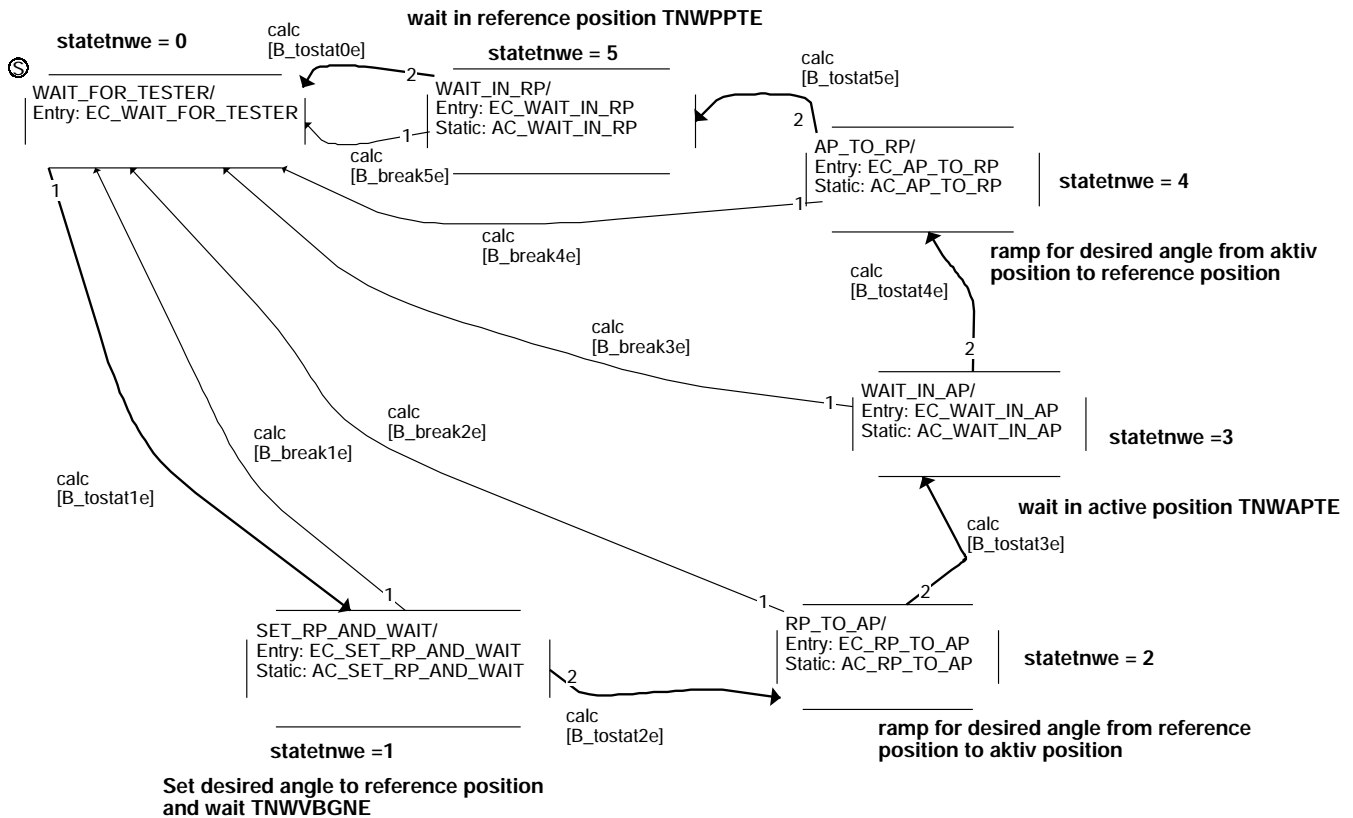 wait in reference position TNWPPTE
statetnwe = 0
calc
[B_tostat0e]
statetnwe = 5
calc
[B_tostat5e]
S
WAIT_FOR_TESTER/
Entry: EC_WAIT_FOR_TESTER
2
WAIT_IN_RP/
Entry: EC_WAIT_IN_RP
Static: AC_WAIT_IN_RP
1
calc
[B_break5e]
2
AP_TO_RP/
Entry: EC_AP_TO_RP
Static: AC_AP_TO_RP
statetnwe = 4
1
1
calc
[B_break4e]
ramp for desired angle from aktiv
position to reference position
calc
[B_tostat4e]
calc
[B_break3e]
2
1
WAIT_IN_AP/
Entry: EC_WAIT_IN_AP
Static: AC_WAIT_IN_AP
statetnwe =3
calc
[B_break2e]
calc
[B_break1e]
calc
[B_tostat1e]
wait in active position TNWAPTE
calc
[B_tostat3e]
1
1
2
SET_RP_AND_WAIT/
Entry: EC_SET_RP_AND_WAIT
Static: AC_SET_RP_AND_WAIT
2
RP_TO_AP/
Entry: EC_RP_TO_AP
Static: AC_RP_TO_AP
statetnwe = 2
calc
[B_tostat2e]
ramp for desired angle from reference
position to aktiv position
statetnwe =1
Set desired angle to reference position
and wait TNWVBGNE